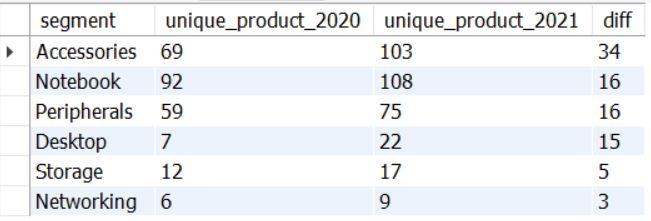 segment unique_product_2020 unique_product_2021 diff
Accessories 69 103 34
Notebook 92 108 16
Peripherals 59 75 16
Desktop 7 22 15
Storage 12 17 5
Networking 6 9 3